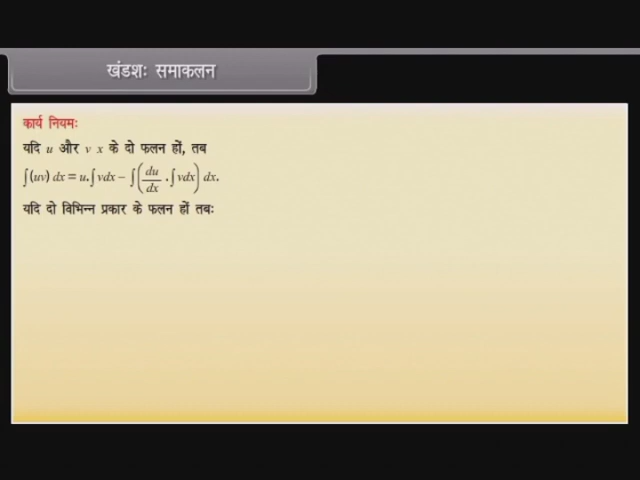 खंडशः समाकलन
कार्य नियमः
यदि u और v x के दो फलन हों, तब
∫(uv) dx = u.∫vdx − ∫(du/dx .∫vdx) dx.
यदि दो विभिन्न प्रकार के फलन हों तबः